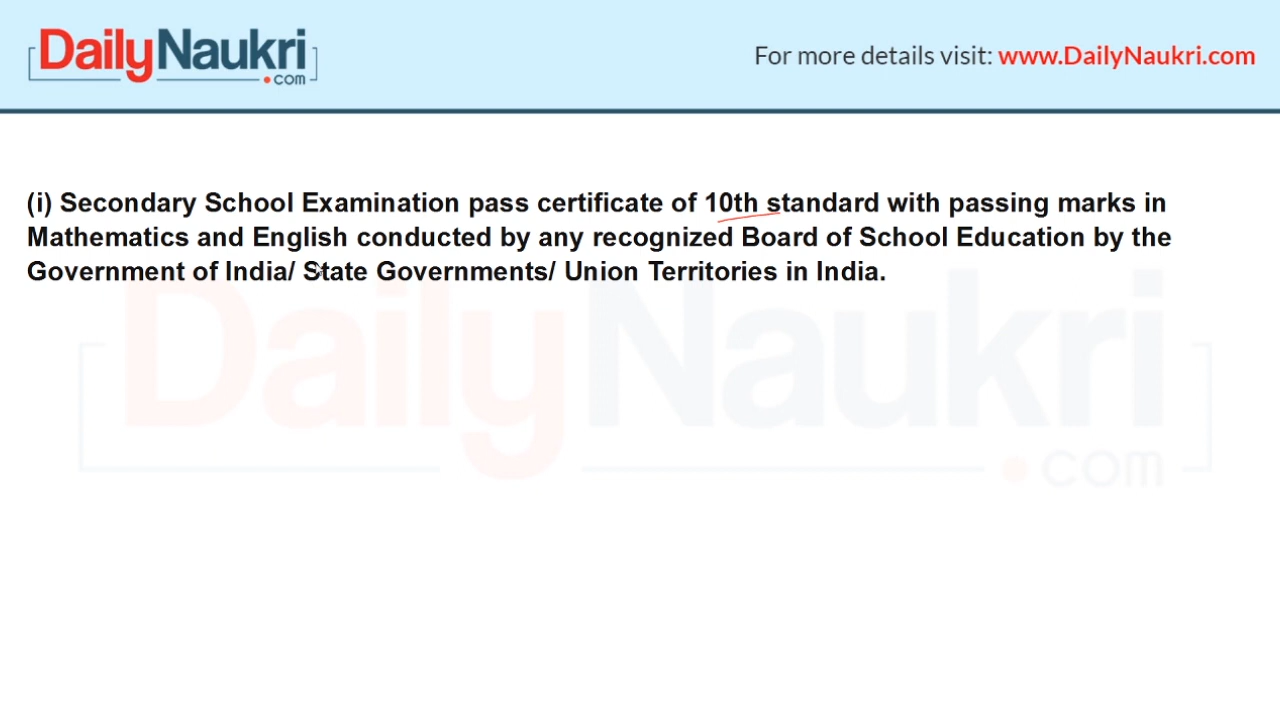 DailyNaukri
.com
For more details visit: www.DailyNaukri.com
(i) Secondary School Examination pass certificate of 10th standard with passing marks in
Mathematics and English conducted by any recognized Board of School Education by the
Government of India/ State Governments/ Union Territories in India.
DailyNaukri
.com